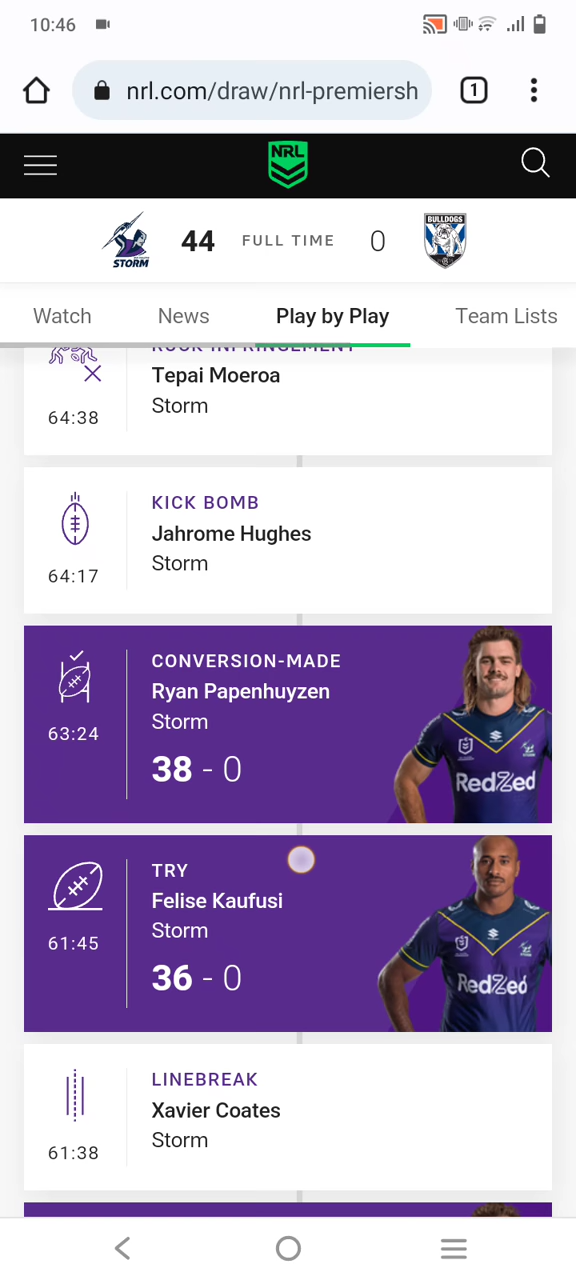 10:46
nrl.com/draw/nrl-premiersh
1
NRL
STORM
44
FULL TIME
0
BULLDOGS
Watch
News
Play by Play
Team Lists
RUCK INFRINGEMENT
Tepai Moeroa
Storm
64:38
KICK BOMB
Jahrome Hughes
Storm
64:17
CONVERSION-MADE
Ryan Papenhuyzen
Storm
63:24
38 - 0
RedZed
TRY
Felise Kaufusi
Storm
61:45
36 - 0
RedZed
LINEBREAK
Xavier Coates
Storm
61:38